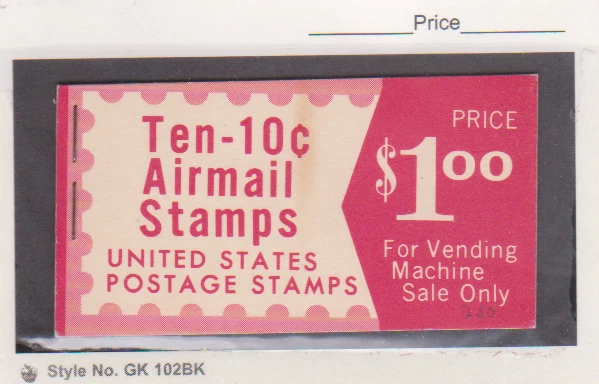 Price
Ten-10¢
Airmail
Stamps
UNITED STATES
POSTAGE STAMPS
PRICE
$1.00
For Vending
Machine
Sale Only
Style No. GK 102BK